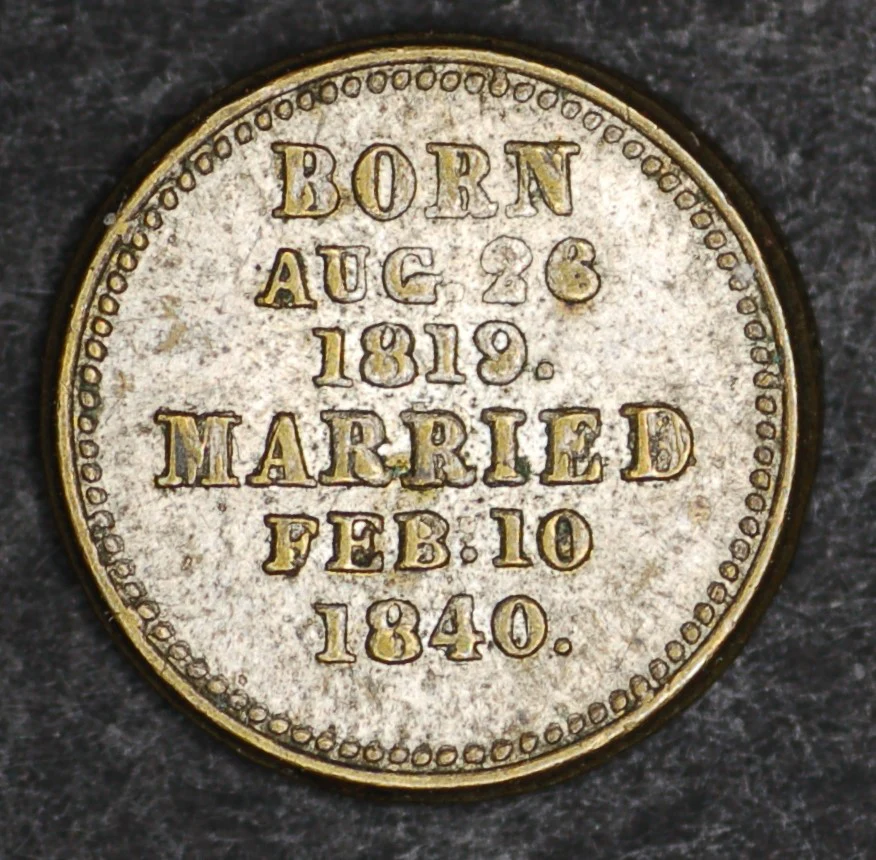 BORN
AUG. 26
1819.
MARRIED
FEB. 10
1840.